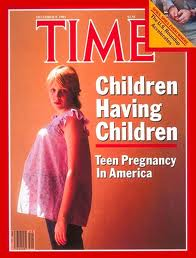 TIME
Children
Having
Children
Teen Pregnancy
In America